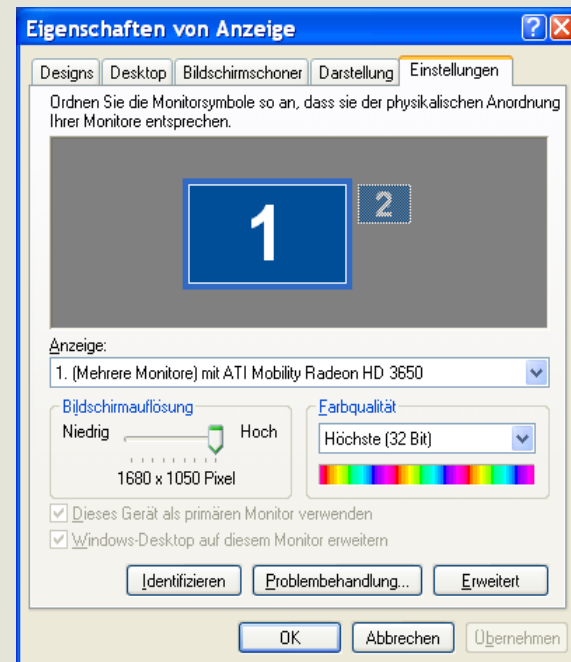 Eigenschaften von Anzeige
Designs Desktop Bildschirmschoner Darstellung Einstellungen
Ordnen Sie die Monitorsymbole so an, dass sie der physikalischen Anordnung
Ihrer Monitore entsprechen.
1 2
Anzeige:
1. (Mehrere Monitore) mit ATI Mobility Radeon HD 3650
Bildschirmauflösung Farbqualität
Niedrig Hoch Höchste (32 Bit)
1680 x 1050 Pixel
Dieses Gerät als primären Monitor verwenden
Windows-Desktop auf diesem Monitor erweitern
Identifizieren Problembehandlung... Erweitert
OK Abbrechen Übernehmen